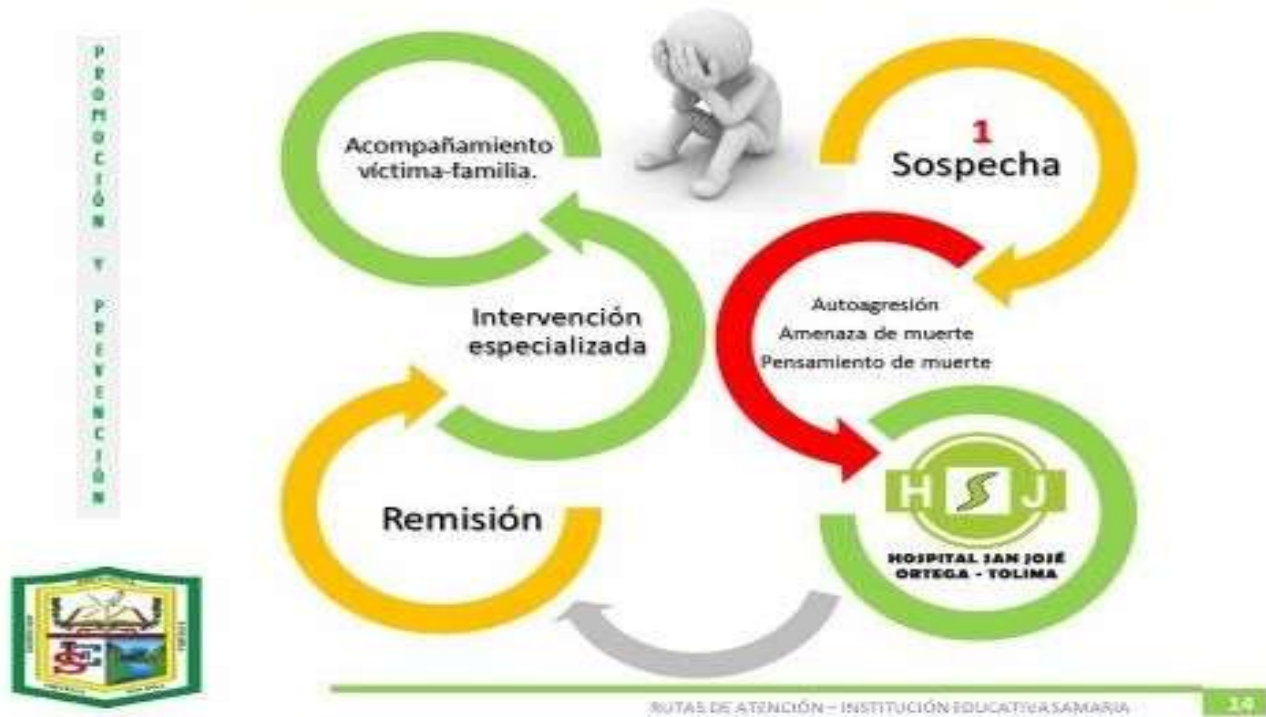 PROMOCIÓN Y PREVENCIÓN
Acompañamiento
víctima-familia.
1
Sospecha
Autoagresión
Amenaza de muerte
Pensamiento de muerte
Intervención
especializada
Remisión
H S J
HOSPITAL SAN JOSÉ
ORTEGA - TOLIMA
RUTAS DE ATENCIÓN – INSTITUCIÓN EDUCATIVA SAMARIA
14